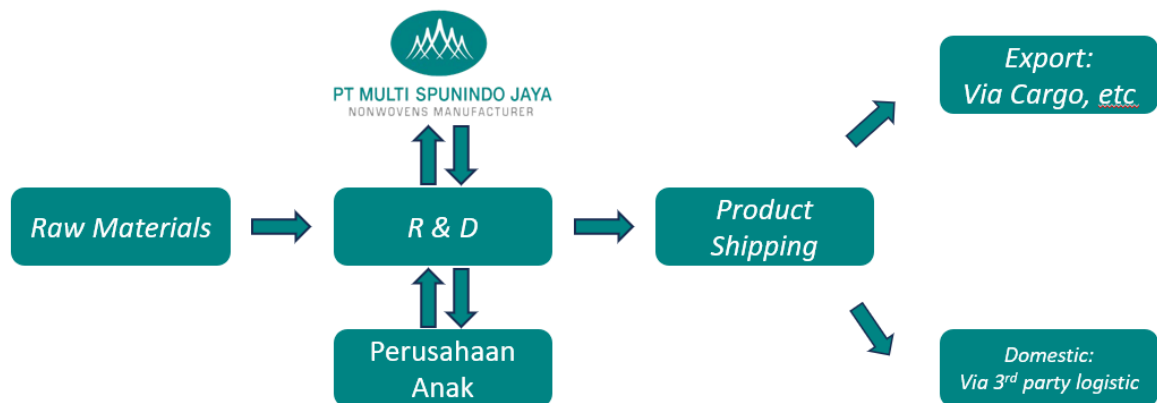 PT MULTI SPUNINDO JAYA
NONWOVENS MANUFACTURER
Export:
Via Cargo, etc
Raw Materials
R & D
Product
Shipping
Perusahaan
Anak
Domestic:
Via 3rd party logistic